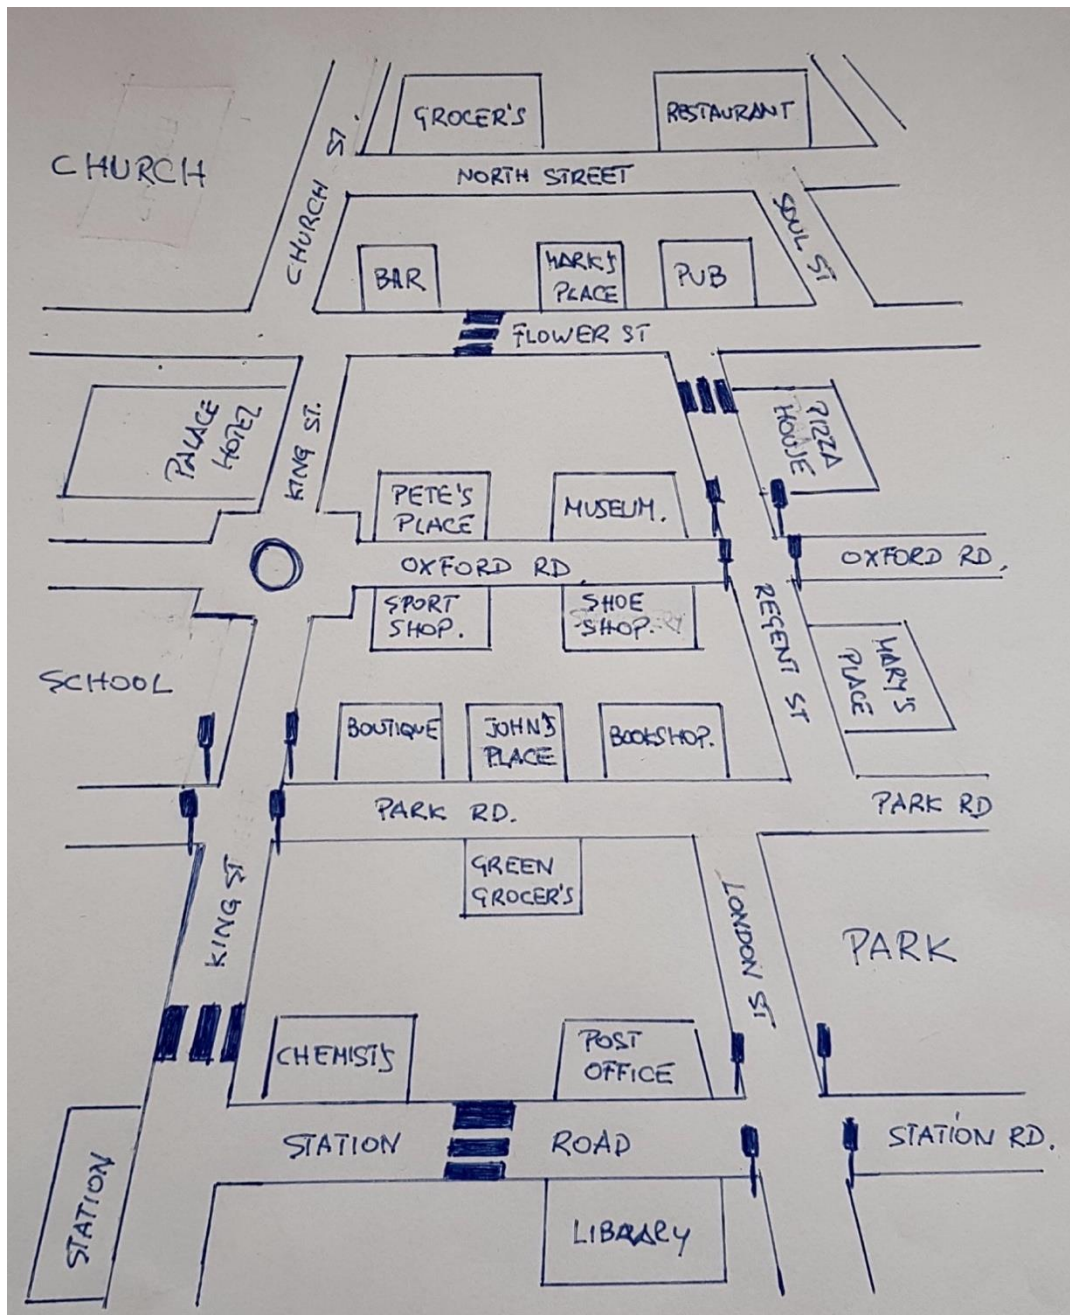 GROCER'S
RESTAURANT
CHURCH
CHURCH ST.
NORTH STREET
SOUL ST
BAR
MARK'S
PLACE
PUB
FLOWER ST
PALACE
HOTEL
KING ST.
PIZZA
HOUSE
PETE'S
PLACE
MUSEUM.
OXFORD RD.
OXFORD RD.
SPORT
SHOP.
SHOE
SHOP.
REGENT ST
MARY'S
PLACE
SCHOOL
BOUTIQUE
JOHN'S
PLACE
BOOKSHOP.
PARK RD.
PARK RD
GREEN
GROCER'S
KING ST
LONDON ST.
PARK
CHEMIST'S
POST
OFFICE
STATION ROAD
STATION RD.
STATION
LIBRARY